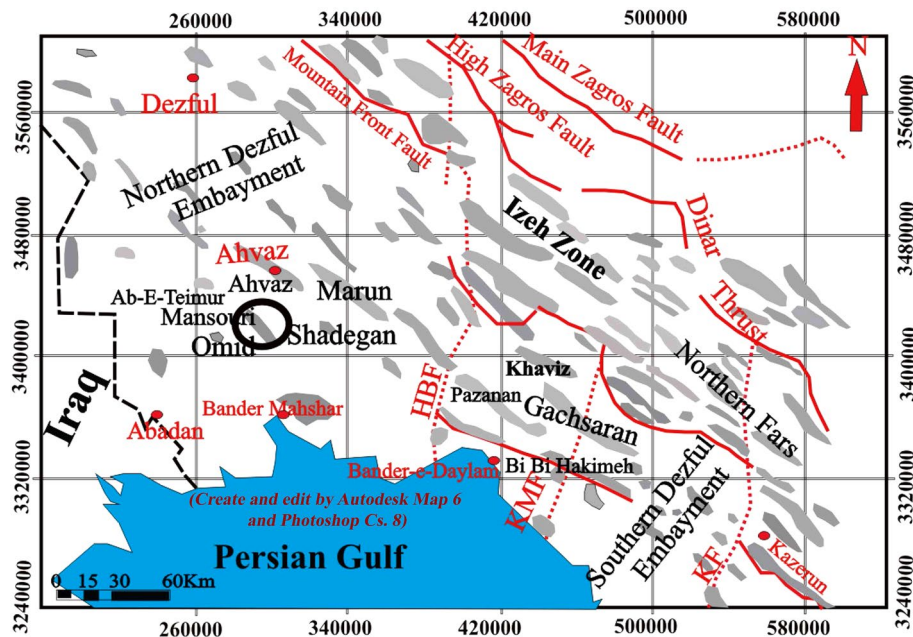 260000 340000 420000 500000 580000
3560000
3480000
3400000
3320000
3240000
N
Main Zagros Fault
High Zagros Fault
Mountain Front Fault
Dezful
Northern Dezful
Embayment
Izeh Zone
Dinar
Thrust
Ahvaz
Ahvaz
Ab-E-Teimur
Marun
Mansouri
Shadegan
Omid
Iraq
Khaviz
HBF
Pazanan
Gachsaran
Northern Fars
Bander Mahshar
Abadan
Bander-e-Daylam
Bi Bi Hakimeh
KMF
Southern Dezful
Embayment
KF
Kazerun
(Create and edit by Autodesk Map 6
and Photoshop Cs. 8)
Persian Gulf
0 15 30 60Km
3560000
3480000
3400000
3320000
3240000
260000 340000 420000 500000 580000